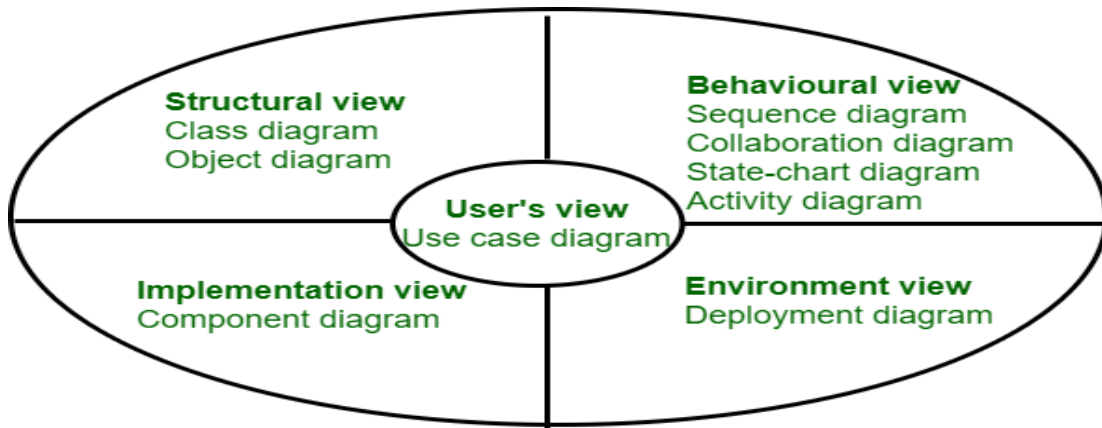 Structural view
Class diagram
Object diagram
Behavioural view
Sequence diagram
Collaboration diagram
State-chart diagram
Activity diagram
User's view
Use case diagram
Implementation view
Component diagram
Environment view
Deployment diagram